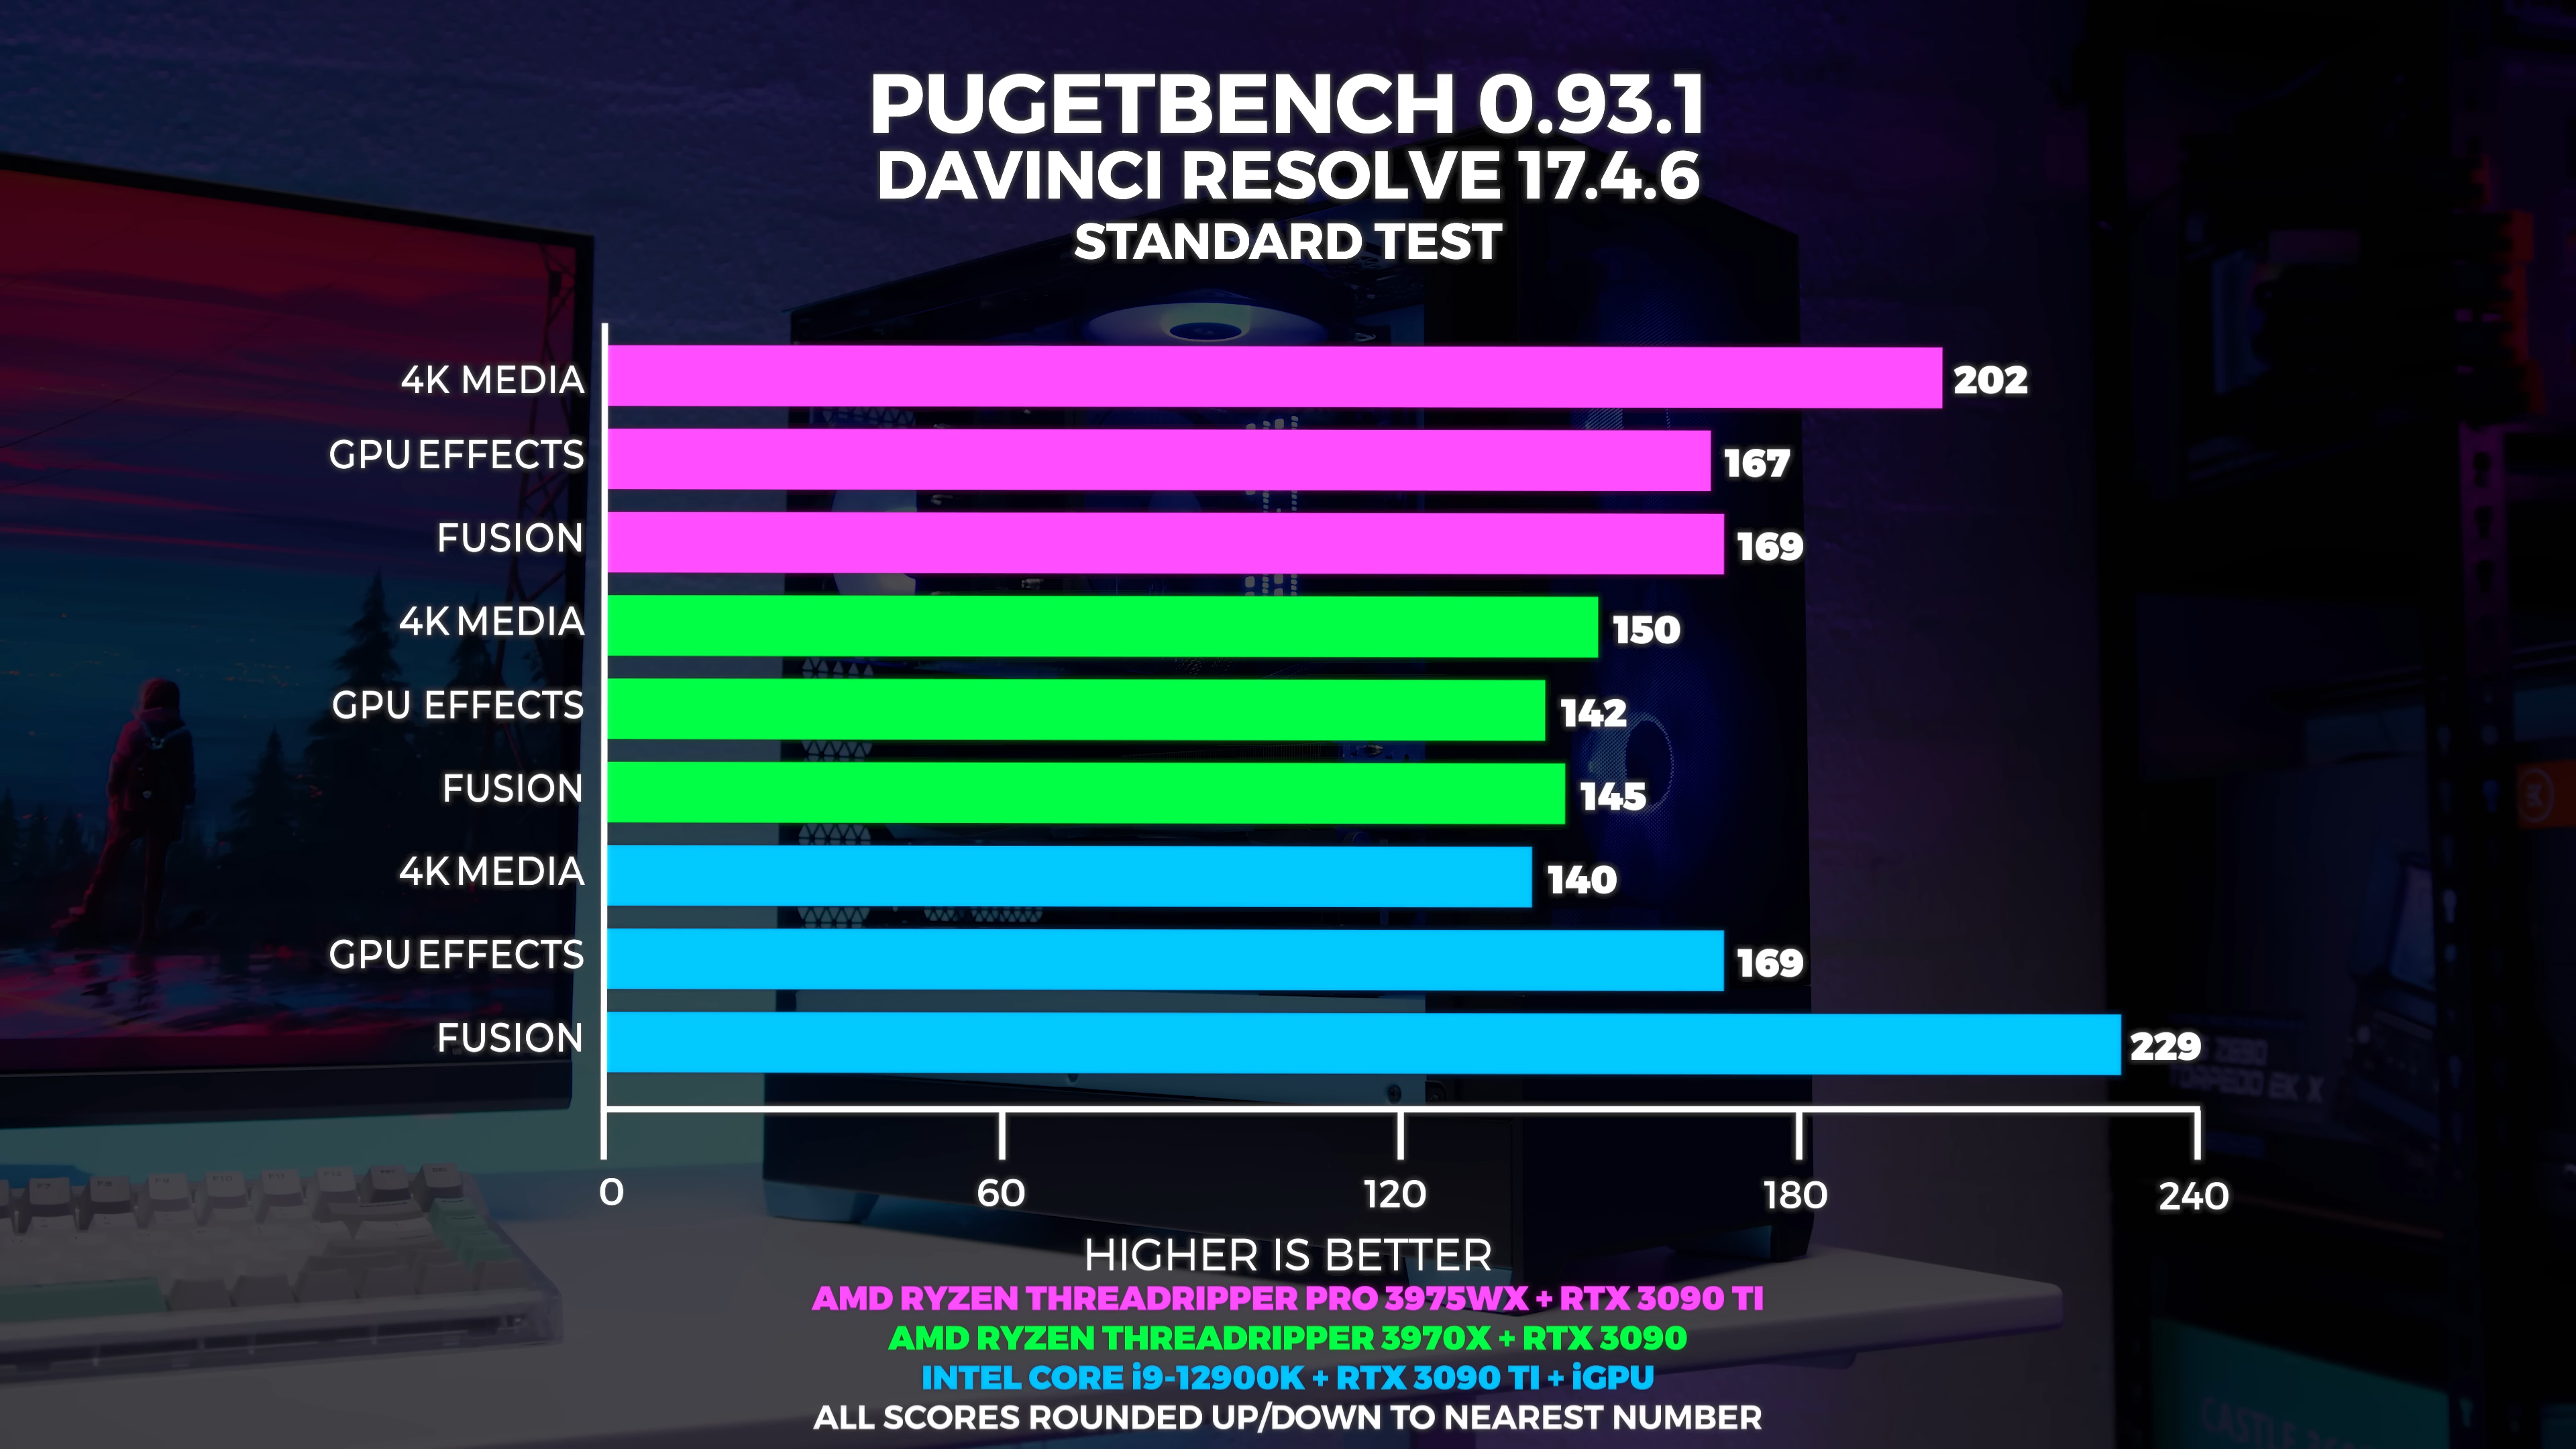 PUGETBENCH 0.93.1
DAVINCI RESOLVE 17.4.6
STANDARD TEST
4K MEDIA 202
GPU EFFECTS 167
FUSION 169
4K MEDIA 150
GPU EFFECTS 142
FUSION 145
4K MEDIA 140
GPU EFFECTS 169
FUSION 229
TORPEDO EK X
0 60 120 180 240
HIGHER IS BETTER
AMD RYZEN THREADRIPPER PRO 3975WX + RTX 3090 TI
AMD RYZEN THREADRIPPER 3970X + RTX 3090
INTEL CORE i9-12900K + RTX 3090 TI + iGPU
ALL SCORES ROUNDED UP/DOWN TO NEAREST NUMBER